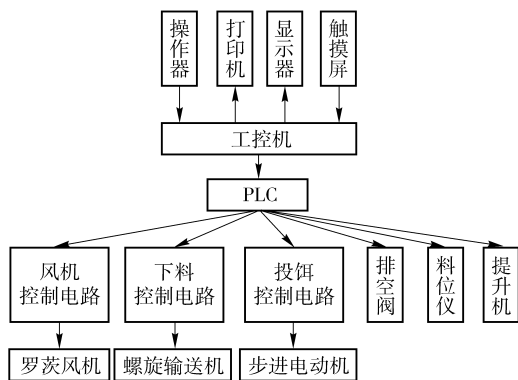 操作器
打印机
显示器
触摸屏
工控机
PLC
风机
控制电路
下料
控制电路
投饵
控制电路
排空阀
料位仪
提升机
罗茨风机
螺旋输送机
步进电动机